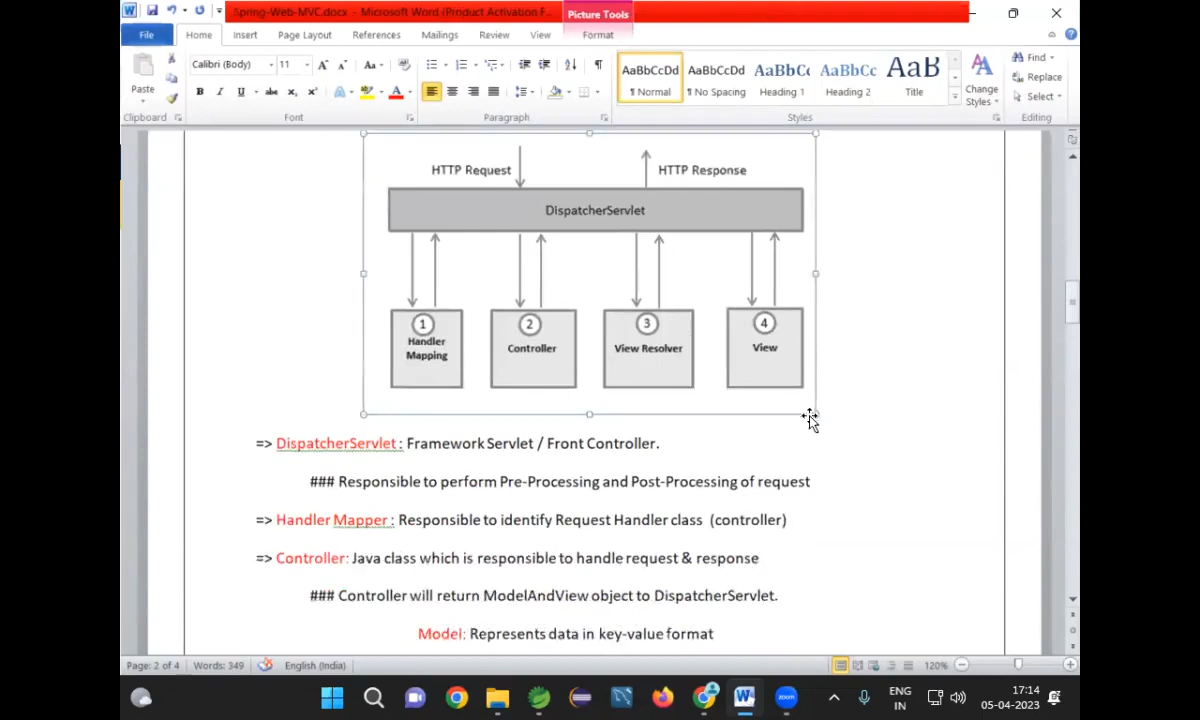 Spring-Web-MVC.docx - Microsoft Word (Product Activation F...
Picture Tools
File Home Insert Page Layout References Mailings Review View Format
Calibri (Body) 11
Paste
AaBbCcDd AaBbCcDd AaBbCc AaBbCc AaB
¶ Normal ¶ No Spacing Heading 1 Heading 2 Title
Change Styles
Find
Replace
Select
Clipboard Font Paragraph Styles Editing
HTTP Request HTTP Response
DispatcherServlet
1 2 3 4
Handler Mapping
Controller
View Resolver
View
=> DispatcherServlet : Framework Servlet / Front Controller.
### Responsible to perform Pre-Processing and Post-Processing of request
=> Handler Mapper : Responsible to identify Request Handler class (controller)
=> Controller: Java class which is responsible to handle request & response
### Controller will return ModelAndView object to DispatcherServlet.
Model: Represents data in key-value format
Page: 2 of 4 Words: 349 English (India) 120%
zoom
ENG
IN
17:14
05-04-2023